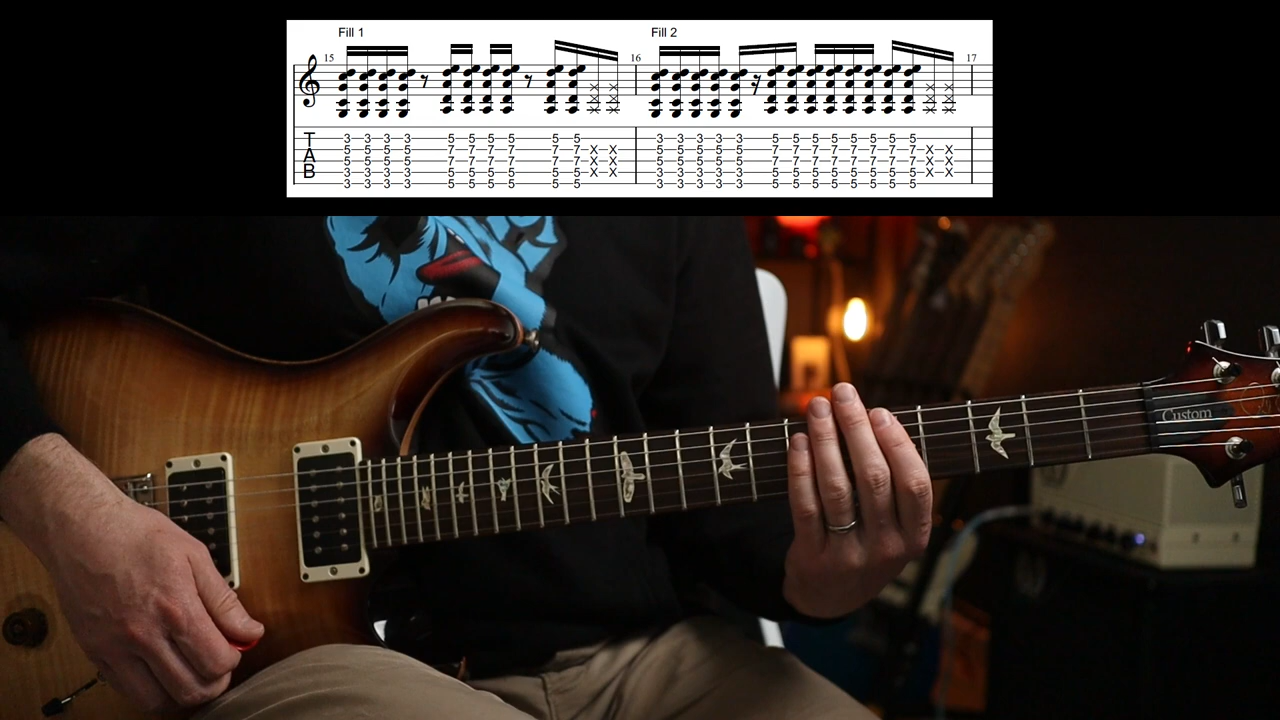 Fill 1 Fill 2
15 16 17
T 3 3 3 3 5 5 5 5 5 5 3 3 3 3 3 5 5 5 5 5 5 5 5
A 5 5 5 5 7 7 7 7 7 7 X X 5 5 5 5 5 7 7 7 7 7 7 7 7 X X
5 5 5 5 7 7 7 7 7 7 X X 5 5 5 5 5 7 7 7 7 7 7 7 7 X X
B 3 3 3 3 5 5 5 5 5 5 X X 3 3 3 3 3 5 5 5 5 5 5 5 5 X X
3 3 3 3 5 5 5 5 5 5 3 3 3 3 3 5 5 5 5 5 5 5 5
Custom